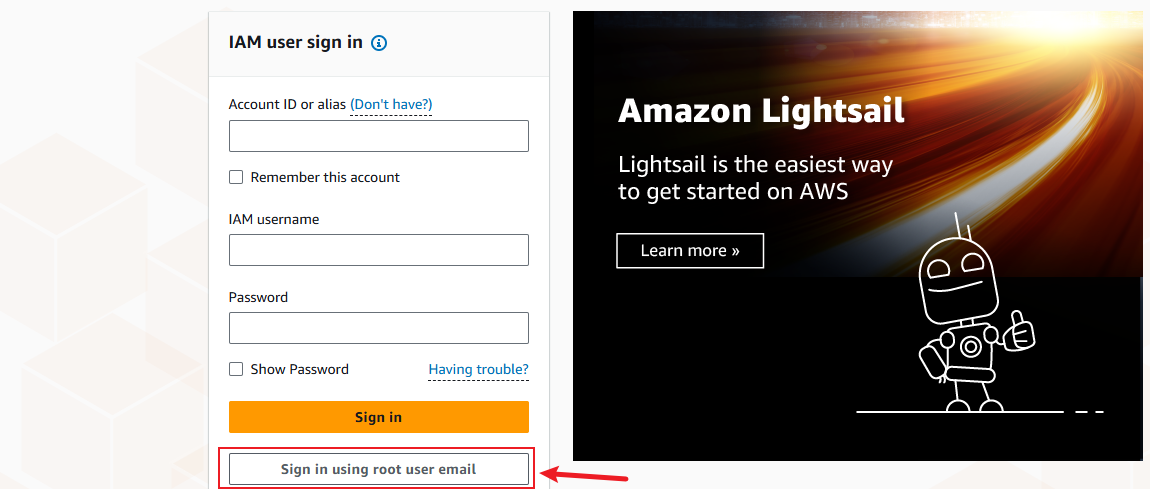 IAM user sign in
Account ID or alias (Don't have?)
Remember this account
IAM username
Password
Show Password
Having trouble?
Sign in
Sign in using root user email
Amazon Lightsail
Lightsail is the easiest way
to get started on AWS
Learn more »